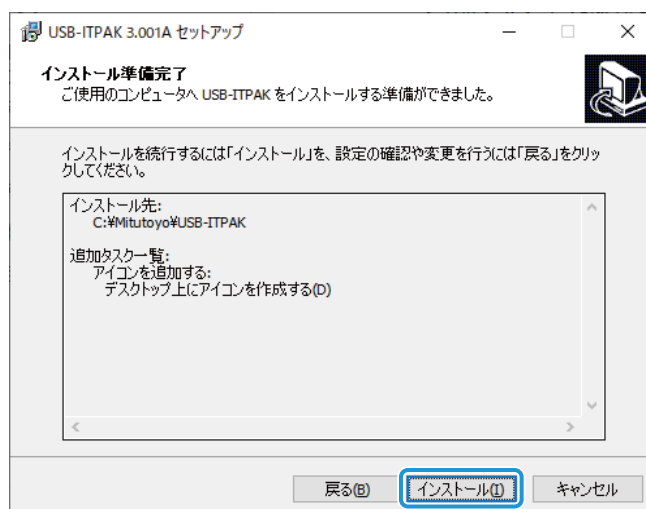 USB-ITPAK 3.001A セットアップ
インストール準備完了
ご使用のコンピュータへ USB-ITPAK をインストールする準備ができました。
インストールを続行するには「インストール」を、設定の確認や変更を行うには「戻る」をクリッ
クしてください。
インストール先:
C:¥Mitutoyo¥USB-ITPAK
追加タスク一覧:
アイコンを追加する:
デスクトップ上にアイコンを作成する(D)
戻る(B) インストール(I) キャンセル